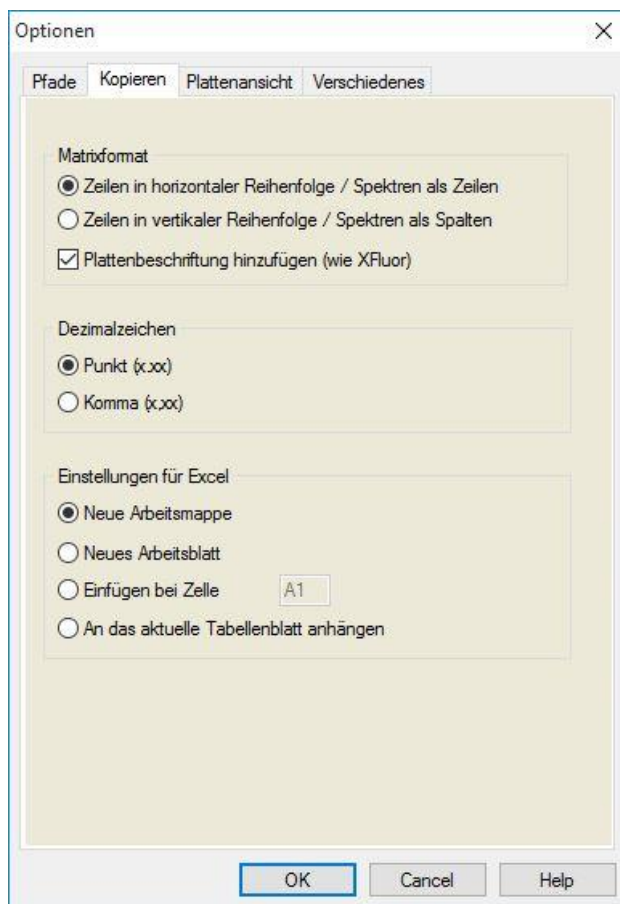 Optionen
Pfade Kopieren Plattenansicht Verschiedenes
Matrixformat
Zeilen in horizontaler Reihenfolge / Spektren als Zeilen
Zeilen in vertikaler Reihenfolge / Spektren als Spalten
Plattenbeschriftung hinzufügen (wie XFluor)
Dezimalzeichen
Punkt (x.xx)
Komma (x,xx)
Einstellungen für Excel
Neue Arbeitsmappe
Neues Arbeitsblatt
Einfügen bei Zelle A1
An das aktuelle Tabellenblatt anhängen
OK Cancel Help